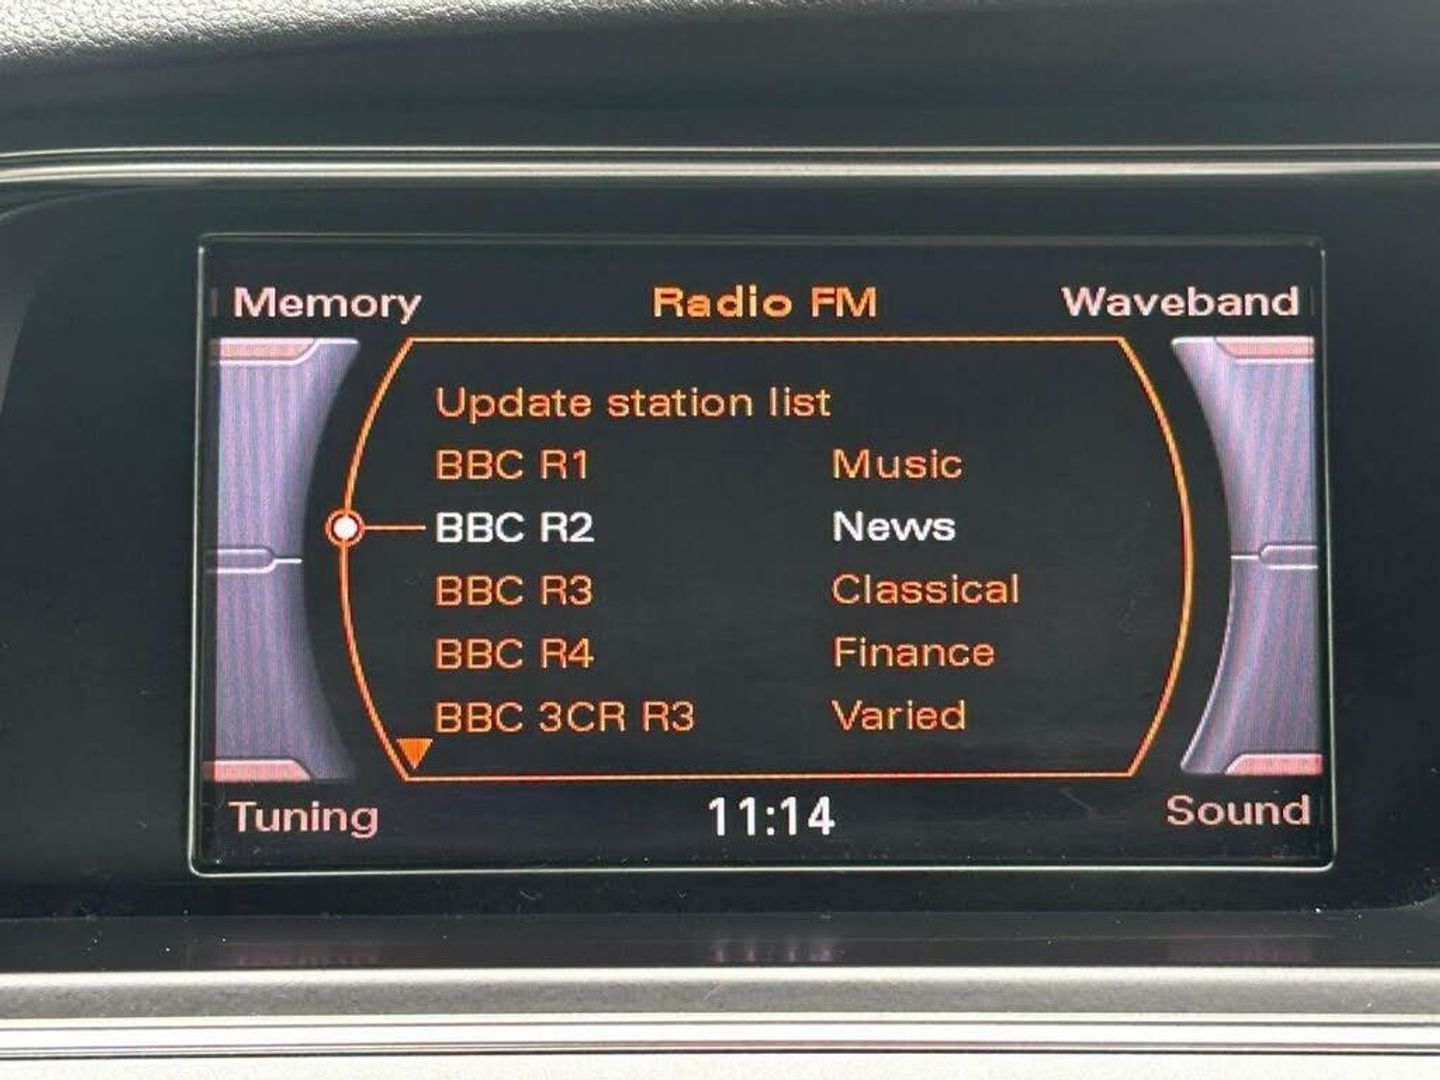 Memory Radio FM Waveband
Update station list
BBC R1 Music
BBC R2 News
BBC R3 Classical
BBC R4 Finance
BBC 3CR R3 Varied
Tuning 11:14 Sound